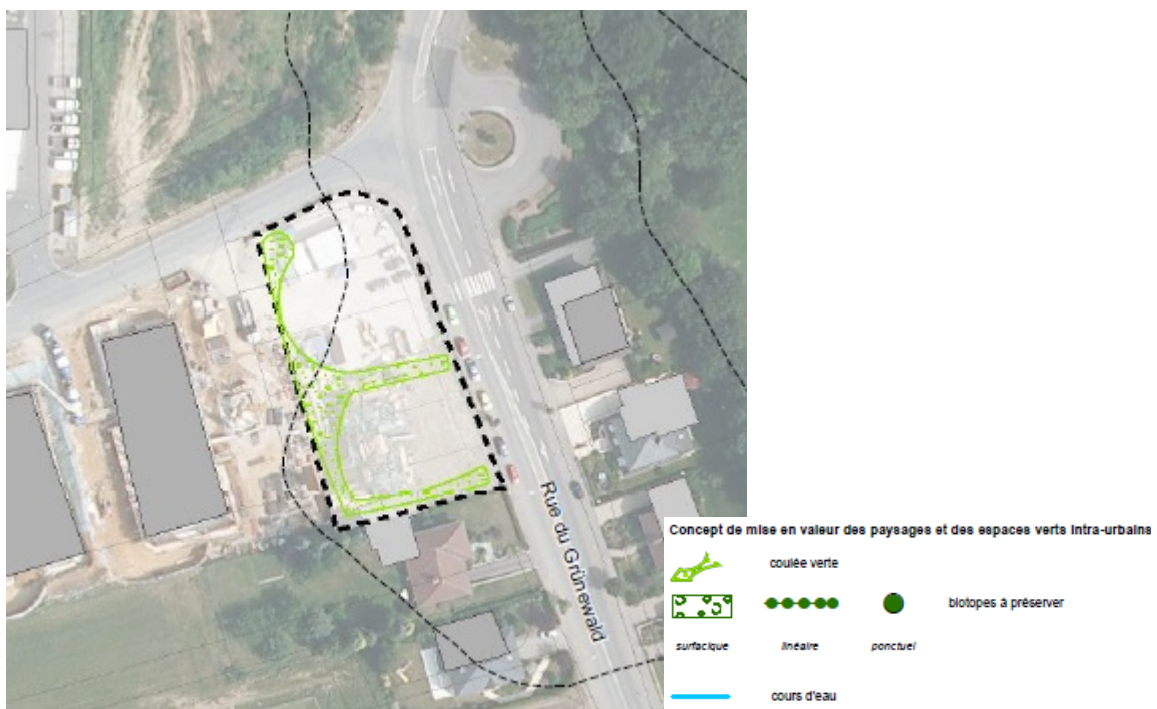 Rue du Grünewald
Concept de mise en valeur des paysages et des espaces verts intra-urbains
coulée verte
biotopes à préserver
surfacique linéaire ponctuel
cours d'eau